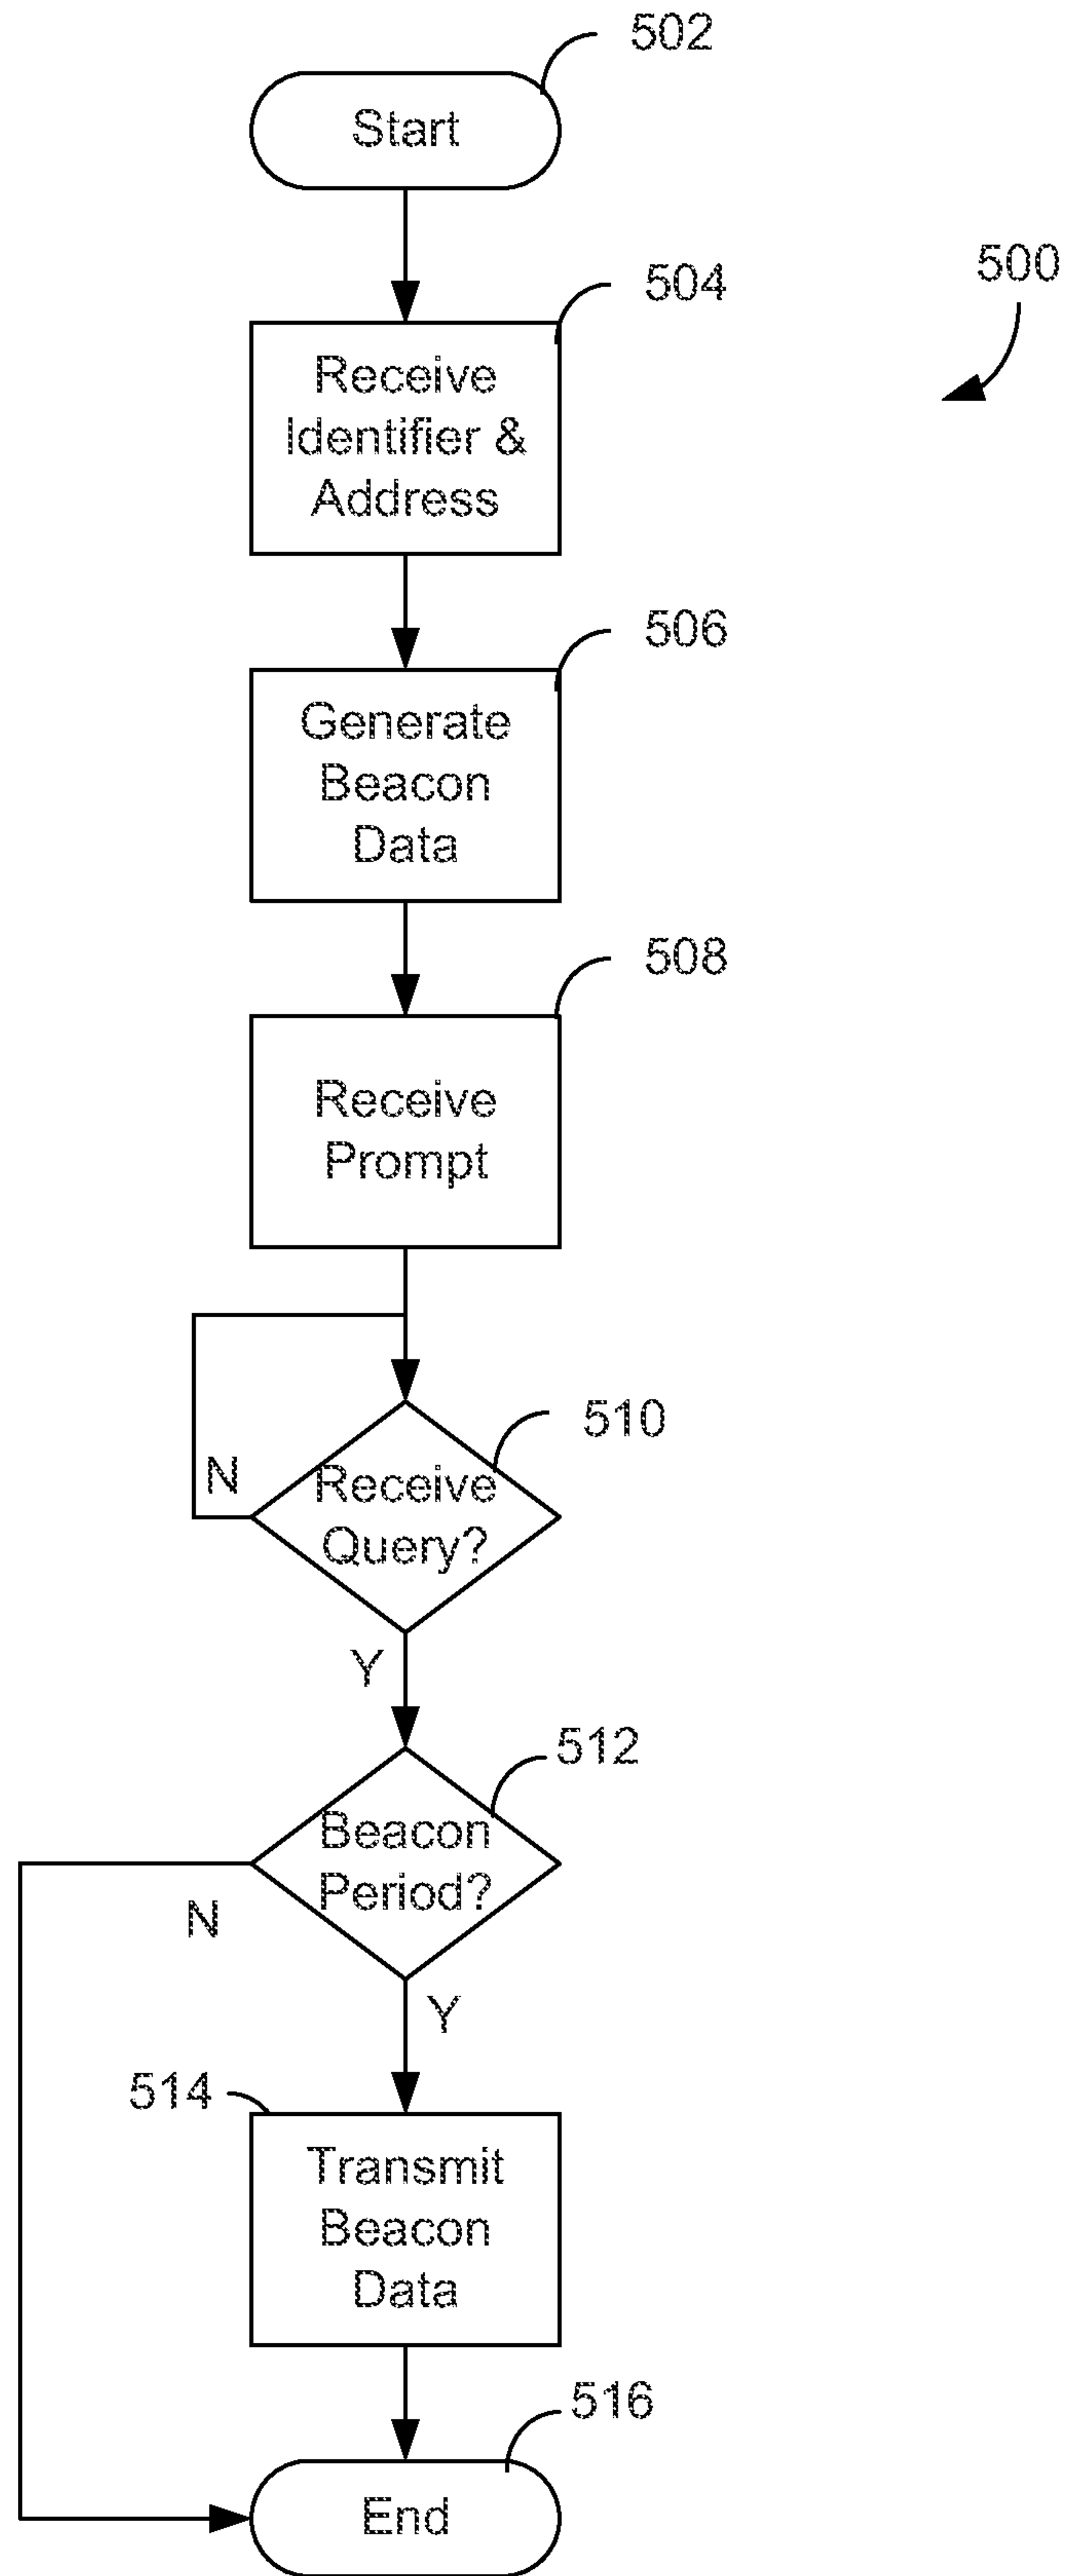 502
Start
504
500
Receive
Identifier &
Address
506
Generate
Beacon
Data
508
Receive
Prompt
510
N
Receive
Query?
Y
512
Beacon
Period?
N
Y
514
Transmit
Beacon
Data
516
End